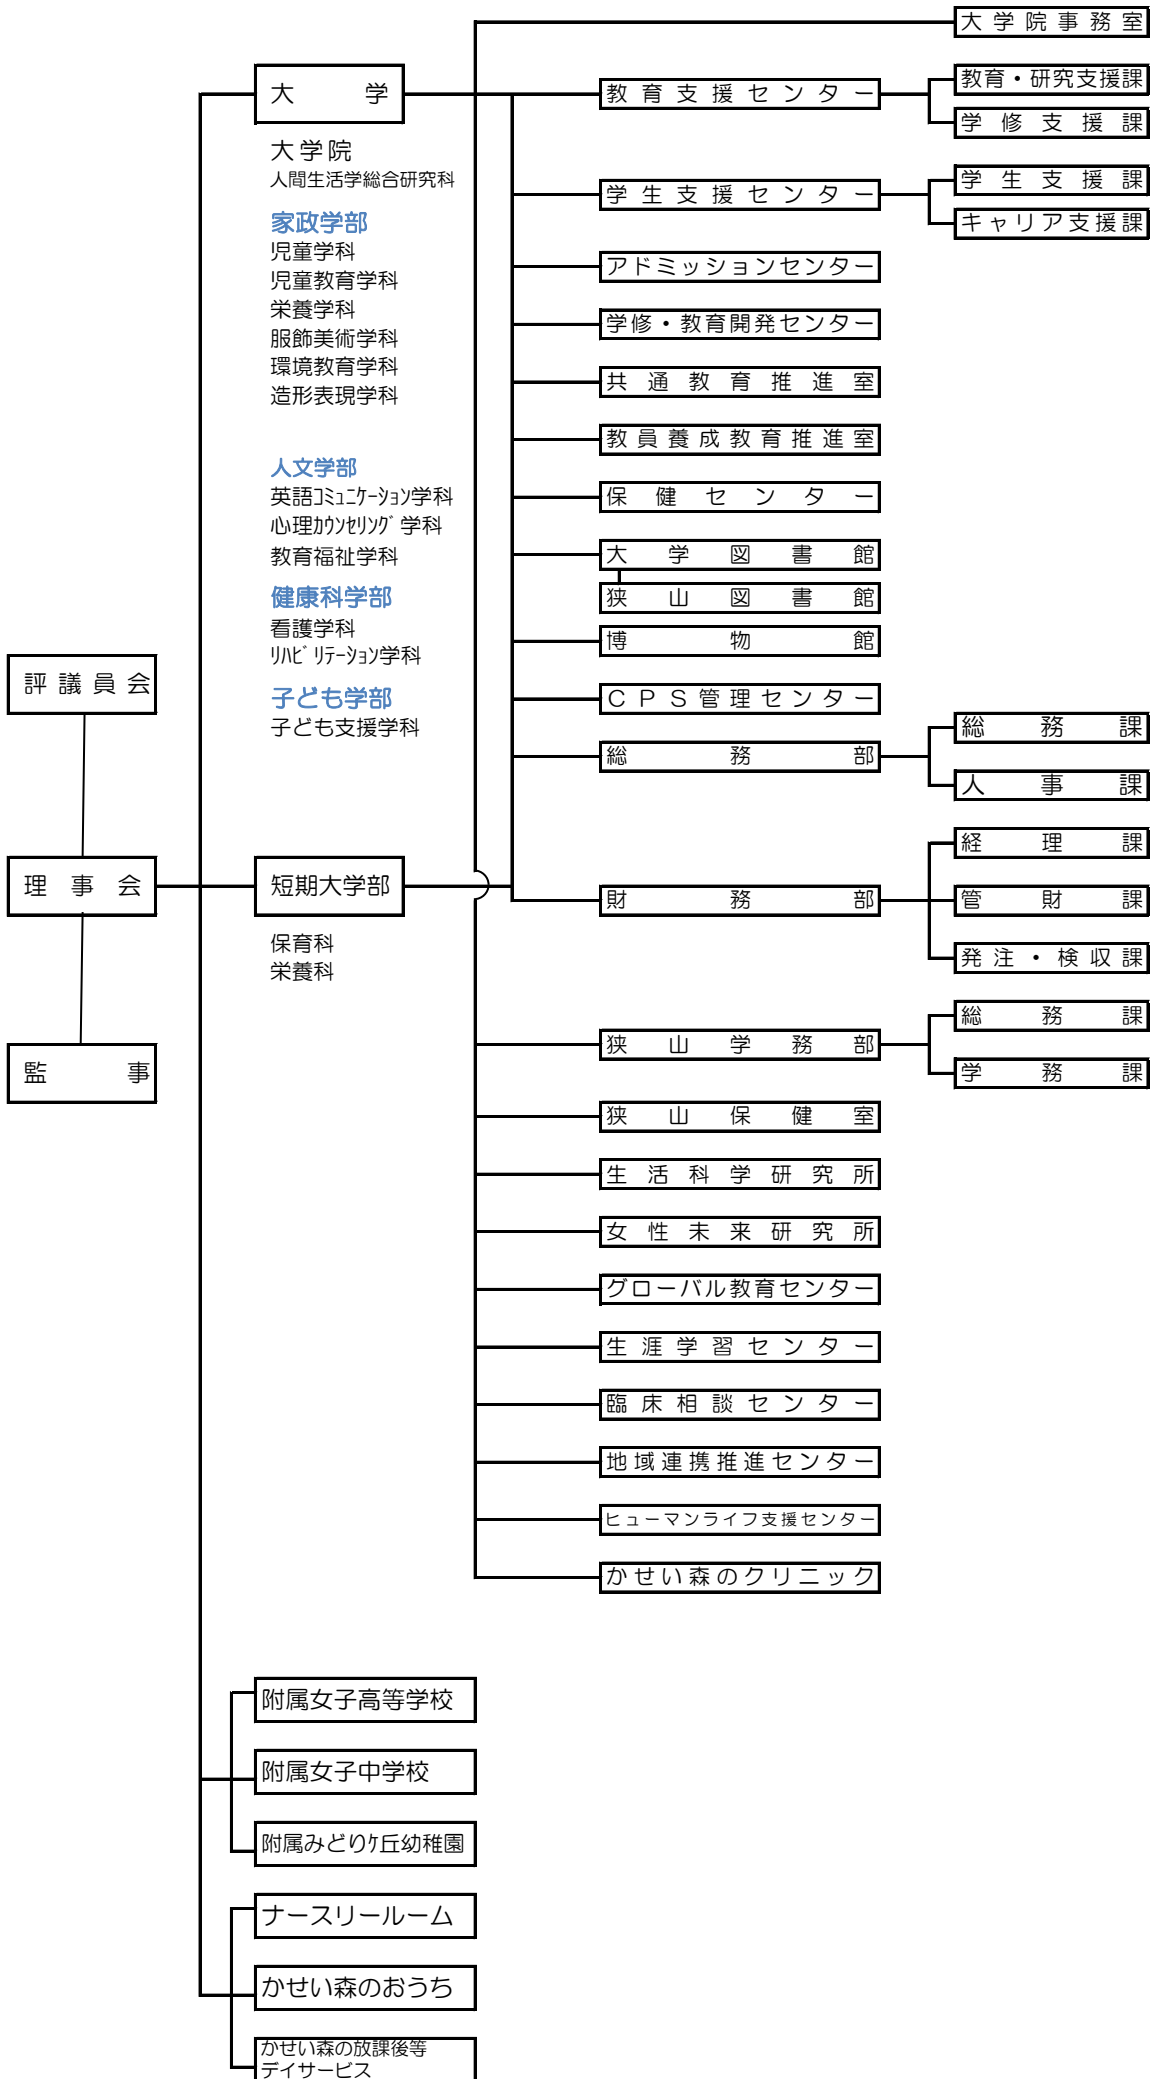 大学院事務室
大学
教育支援センター
教育・研究支援課
学修支援課
大学院
人間生活学総合研究科
学生支援センター
学生支援課
キャリア支援課
家政学部
児童学科
児童教育学科
栄養学科
服飾美術学科
環境教育学科
造形表現学科
アドミッションセンター
学修・教育開発センター
共通教育推進室
教員養成教育推進室
人文学部
英語ｺﾐｭﾆｹｰｼｮﾝ学科
心理ｶｳﾝｾﾘﾝｸﾞ学科
教育福祉学科
保健センター
大学図書館
狭山図書館
健康科学部
看護学科
ﾘﾊﾋﾞﾘﾃｰｼｮﾝ学科
博物館
子ども学部
子ども支援学科
ＣＰＳ管理センター
総務部
総務課
人事課
評議員会
理事会
監事
短期大学部
保育科
栄養科
財務部
経理課
管財課
発注・検収課
狭山学務部
総務課
学務課
狭山保健室
生活科学研究所
女性未来研究所
グローバル教育センター
生涯学習センター
臨床相談センター
地域連携推進センター
ヒューマンライフ支援センター
かせい森のクリニック
附属女子高等学校
附属女子中学校
附属みどりｹ丘幼稚園
ナースリールーム
かせい森のおうち
かせい森の放課後等
デイサービス